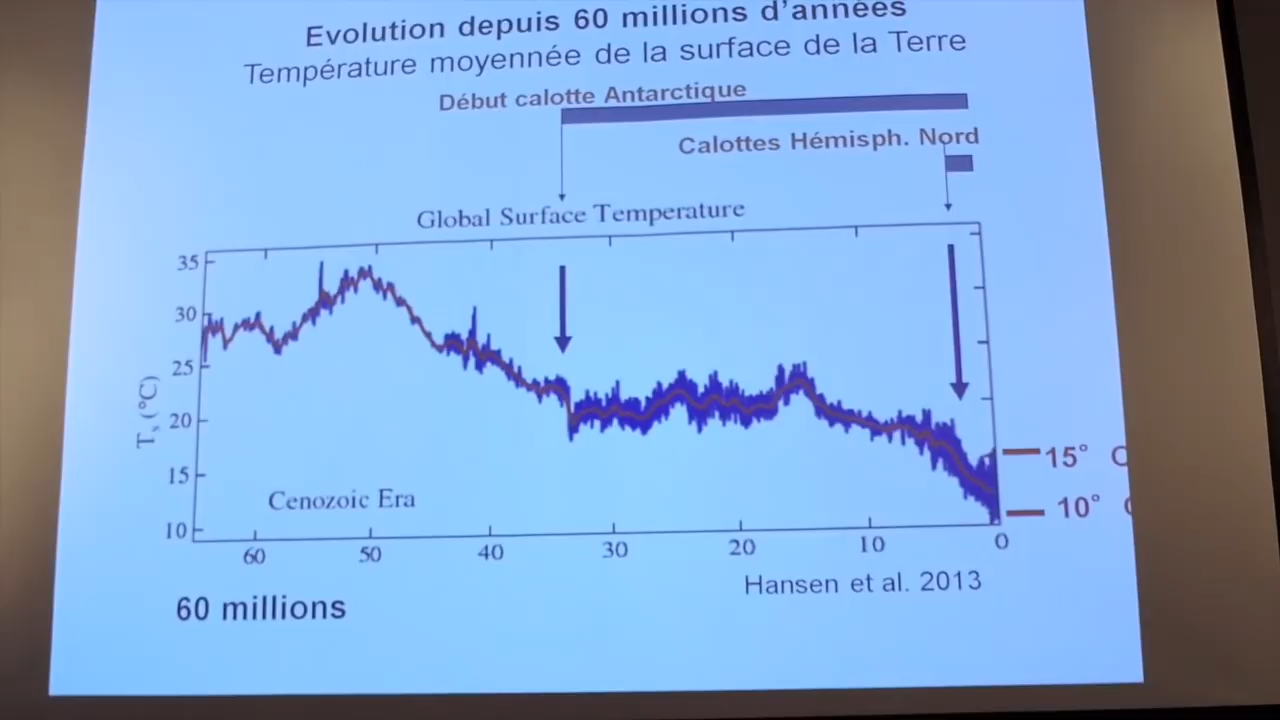 Evolution depuis 60 millions d'années
Température moyennée de la surface de la Terre
Début calotte Antarctique
Calottes Hémisph. Nord
Global Surface Temperature
35
30
25
20
15
10
Ts (°C)
Cenozoic Era
15°
10°
60 50 40 30 20 10 0
Hansen et al. 2013
60 millions